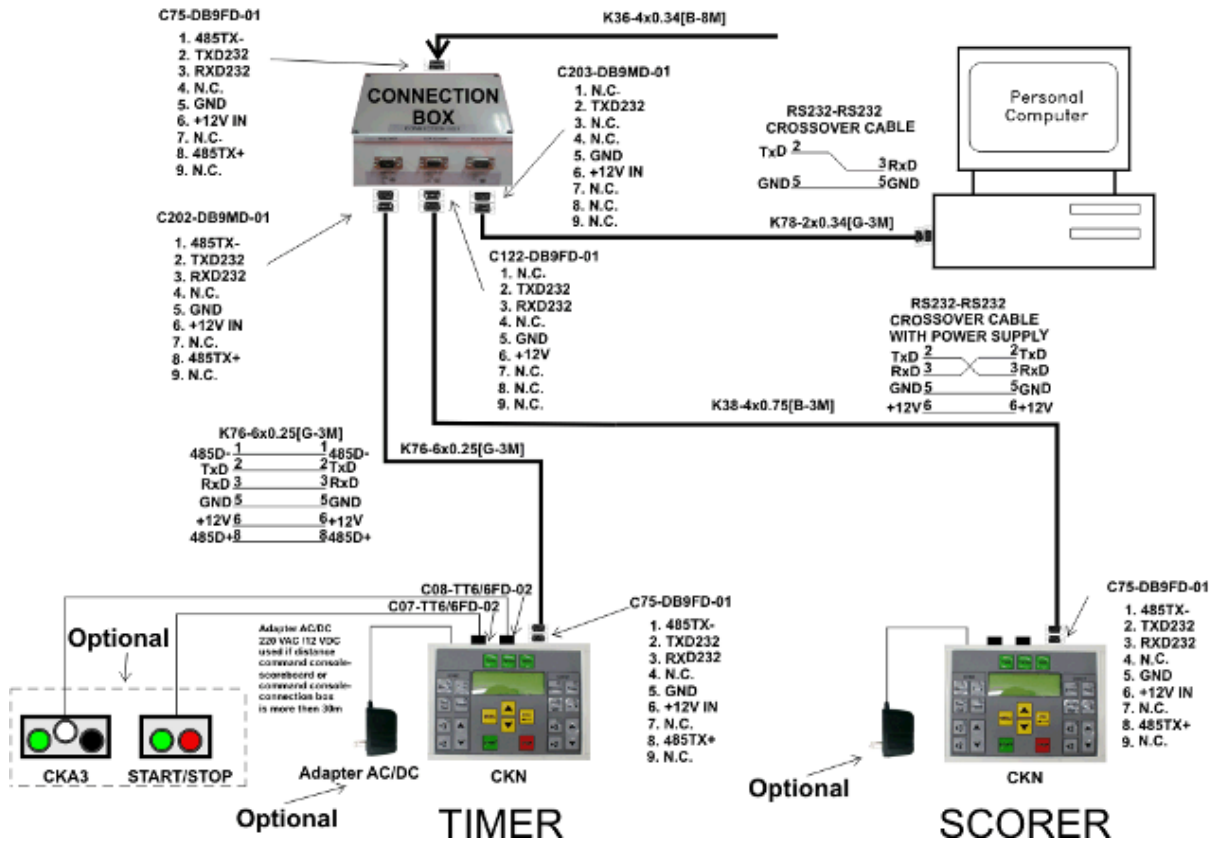 C75-DB9FD-01
1. 485TX-
2. TXD232
3. RXD232
4. N.C.
5. GND
6. +12V IN
7. N.C.
8. 485TX+
9. N.C.
K36-4x0.34[B-8M]
CONNECTION
BOX
C203-DB9MD-01
1. N.C.
2. TXD232
3. N.C.
4. N.C.
5. GND
6. +12V IN
7. N.C.
8. N.C.
9. N.C.
RS232-RS232
CROSSOVER CABLE
TxD 2
3 RxD
GND 5 5 GND
Personal
Computer
K78-2x0.34[G-3M]
C202-DB9MD-01
1. 485TX-
2. TXD232
3. RXD232
4. N.C.
5. GND
6. +12V IN
7. N.C.
8. 485TX+
9. N.C.
C122-DB9FD-01
1. N.C.
2. TXD232
3. RXD232
4. N.C.
5. GND
6. +12V
7. N.C.
8. N.C.
9. N.C.
RS232-RS232
CROSSOVER CABLE
WITH POWER SUPPLY
TxD 2 2 TxD
RxD 3 3 RxD
GND 5 5 GND
+12V 6 6 +12V
K38-4x0.75[B-3M]
K76-6x0.25[G-3M]
485D- 1 1 485D-
TxD 2 2 TxD
RxD 3 3 RxD
GND 5 5 GND
+12V 6 6 +12V
485D+ 8 8 485D+
K76-6x0.25[G-3M]
C08-TT6/6FD-02
C07-TT6/6FD-02
C75-DB9FD-01
1. 485TX-
2. TXD232
3. RXD232
4. N.C.
5. GND
6. +12V IN
7. N.C.
8. 485TX+
9. N.C.
C75-DB9FD-01
1. 485TX-
2. TXD232
3. RXD232
4. N.C.
5. GND
6. +12V IN
7. N.C.
8. 485TX+
9. N.C.
Optional
Adapter AC/DC
220 VAC /12 VDC
used if distance
command console-
scoreboard or
command console-
connection box
is more then 30m
CKA3
START/STOP
Adapter AC/DC
Optional
CKN
TIMER
Optional
CKN
SCORER